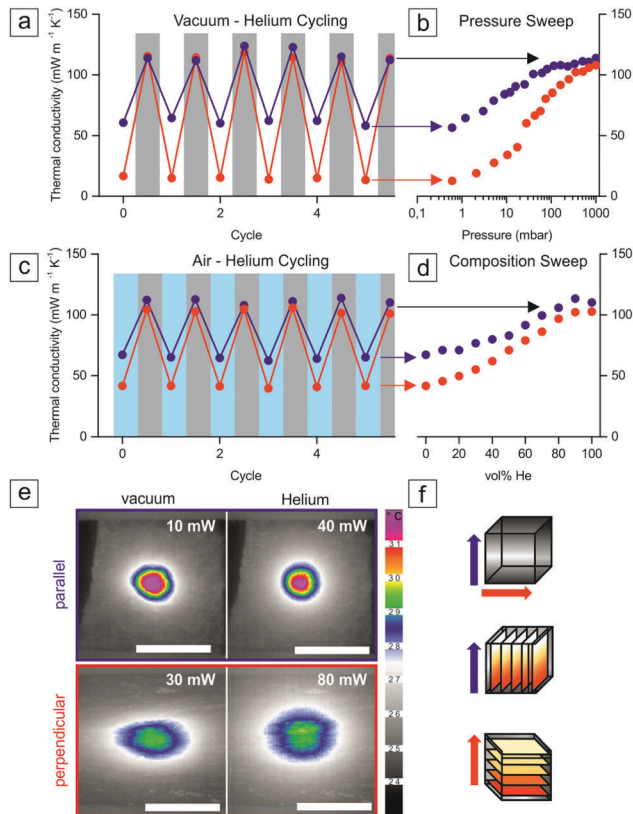 a
Vacuum - Helium Cycling
b
Pressure Sweep
Thermal conductivity (mW m⁻¹ K⁻¹)
150
100
50
0
0
2
4
Cycle
150
100
50
0
0,1
1
10
100
1000
Pressure (mbar)
c
Air - Helium Cycling
d
Composition Sweep
Thermal conductivity (mW m⁻¹ K⁻¹)
150
100
50
0
0
2
4
Cycle
150
100
50
0
0
20
40
60
80
100
vol% He
e
vacuum
Helium
f
parallel
10 mW
40 mW
perpendicular
30 mW
80 mW
° C
31
30
29
28
27
26
25
24